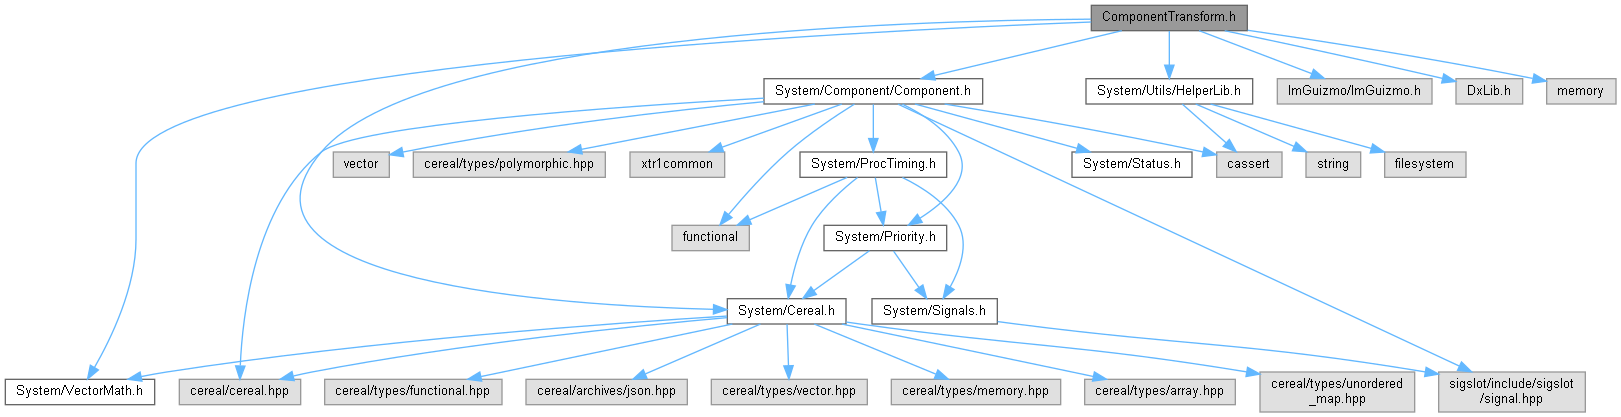 ComponentTransform.h
System/Component/Component.h
System/Utils/HelperLib.h
ImGuizmo/ImGuizmo.h
DxLib.h
memory
vector
cereal/types/polymorphic.hpp
xtr1common
System/ProcTiming.h
System/Status.h
cassert
string
filesystem
functional
System/Priority.h
System/Cereal.h
System/Signals.h
System/VectorMath.h
cereal/cereal.hpp
cereal/types/functional.hpp
cereal/archives/json.hpp
cereal/types/vector.hpp
cereal/types/memory.hpp
cereal/types/array.hpp
cereal/types/unordered
_map.hpp
sigslot/include/sigslot
/signal.hpp